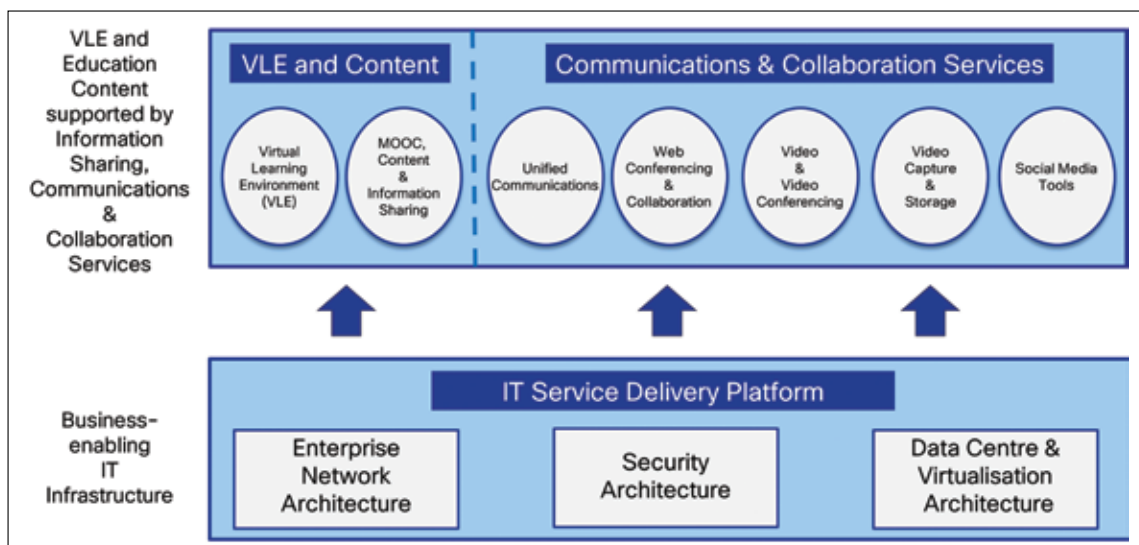 VLE and
Education
Content
supported by
Information
Sharing,
Communications
&
Collaboration
Services
VLE and Content
Communications & Collaboration Services
Virtual
Learning
Environment
(VLE)
MOOC,
Content
&
Information
Sharing
Unified
Communications
Web
Conferencing
&
Collaboration
Video
&
Video
Conferencing
Video
Capture
&
Storage
Social Media
Tools
Business-
enabling
IT
Infrastructure
IT Service Delivery Platform
Enterprise
Network
Architecture
Security
Architecture
Data Centre &
Virtualisation
Architecture